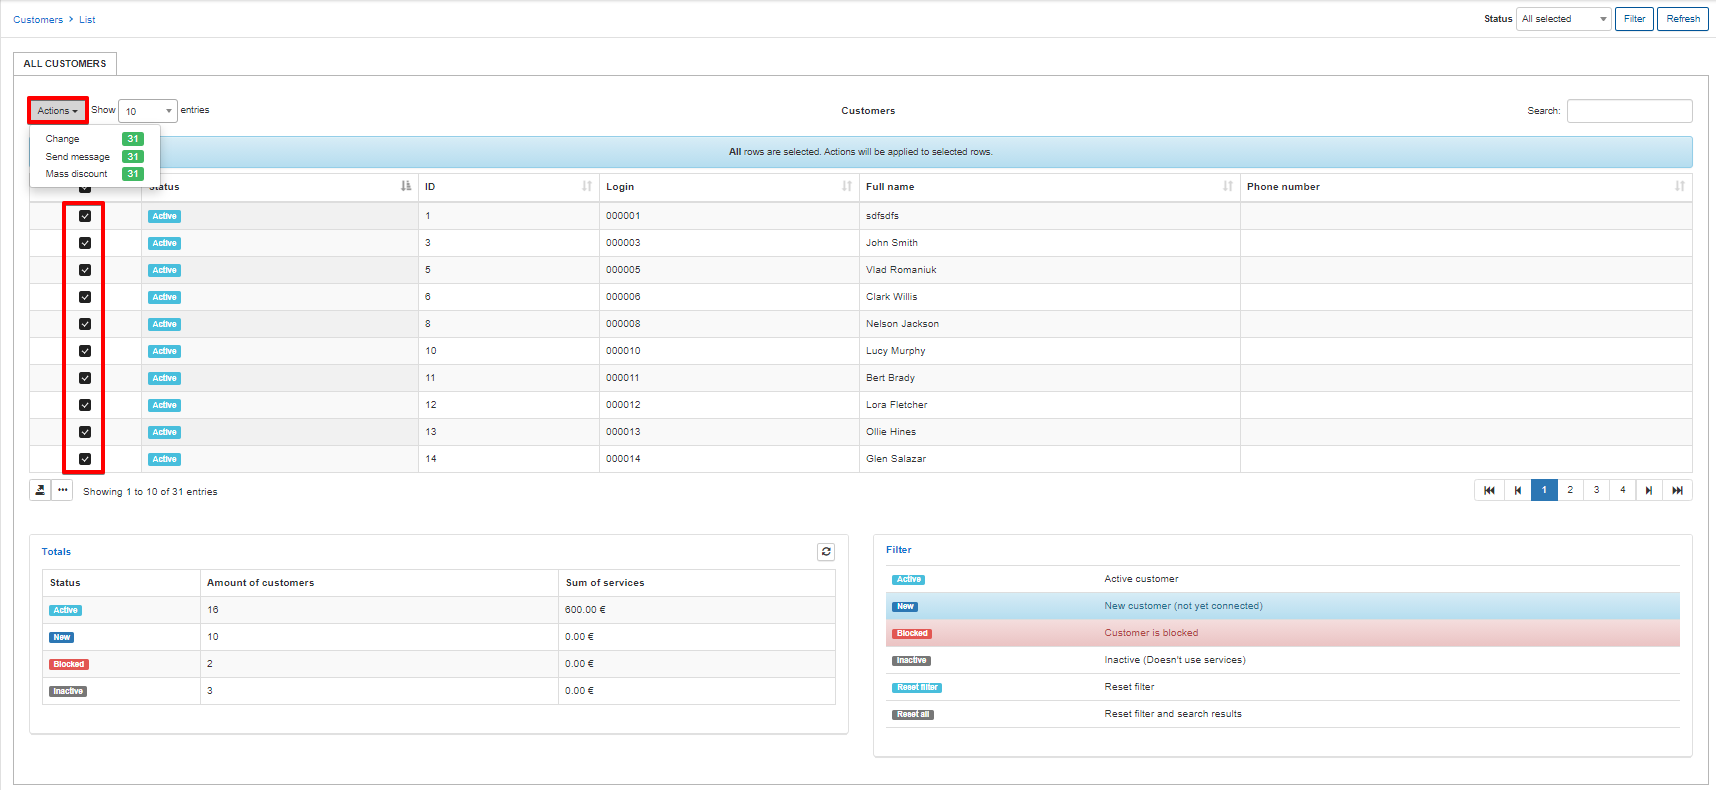 Customers > List
Status All selected Filter Refresh
ALL CUSTOMERS
Actions Show 10 entries Customers Search:
Change 31
Send message 31
Mass discount 31
All rows are selected. Actions will be applied to selected rows.
Status ID Login Full name Phone number
Active 1 000001 sdfsdfs
Active 3 000003 John Smith
Active 5 000005 Vlad Romaniuk
Active 6 000006 Clark Willis
Active 8 000008 Nelson Jackson
Active 10 000010 Lucy Murphy
Active 11 000011 Bert Brady
Active 12 000012 Lora Fletcher
Active 13 000013 Ollie Hines
Active 14 000014 Glen Salazar
Showing 1 to 10 of 31 entries 1 2 3 4
Totals
Status Amount of customers Sum of services
Active 16 600.00 €
New 10 0.00 €
Blocked 2 0.00 €
Inactive 3 0.00 €
Filter
Active Active customer
New New customer (not yet connected)
Blocked Customer is blocked
Inactive Inactive (Doesn't use services)
Reset filter Reset filter
Reset all Reset filter and search results